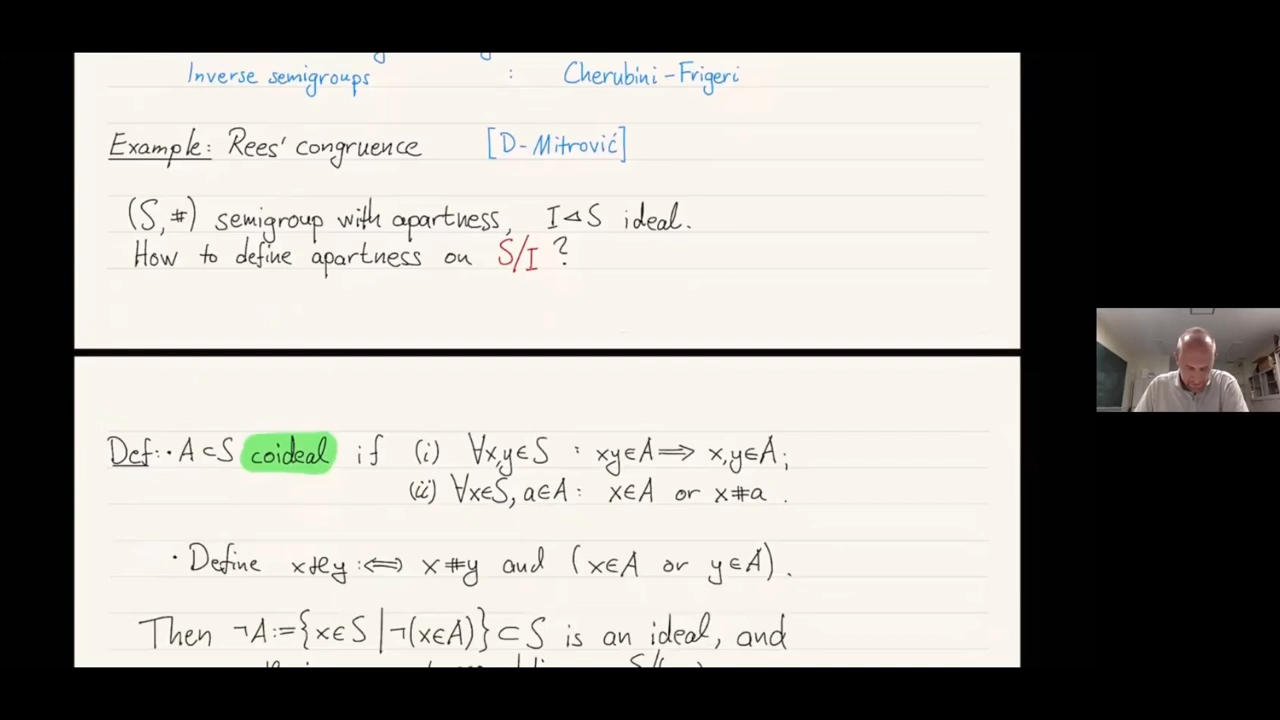 Inverse semigroups : Cherubini-Frigeri
Example: Rees' congruence [D-Mitrović]
(S, #) semigroup with apartness, I ⊲ S ideal.
How to define apartness on S/I ?
Def: · A ⊂ S coideal if (i) ∀x,y∈S : xy∈A ⟹ x,y∈A;
(ii) ∀x∈S, a∈A : x∈A or x#a .
· Define xϰy :⟺ x#y and (x∈A or y∈A).
Then ¬A := {x∈S | ¬(x∈A)} ⊂ S is an ideal, and